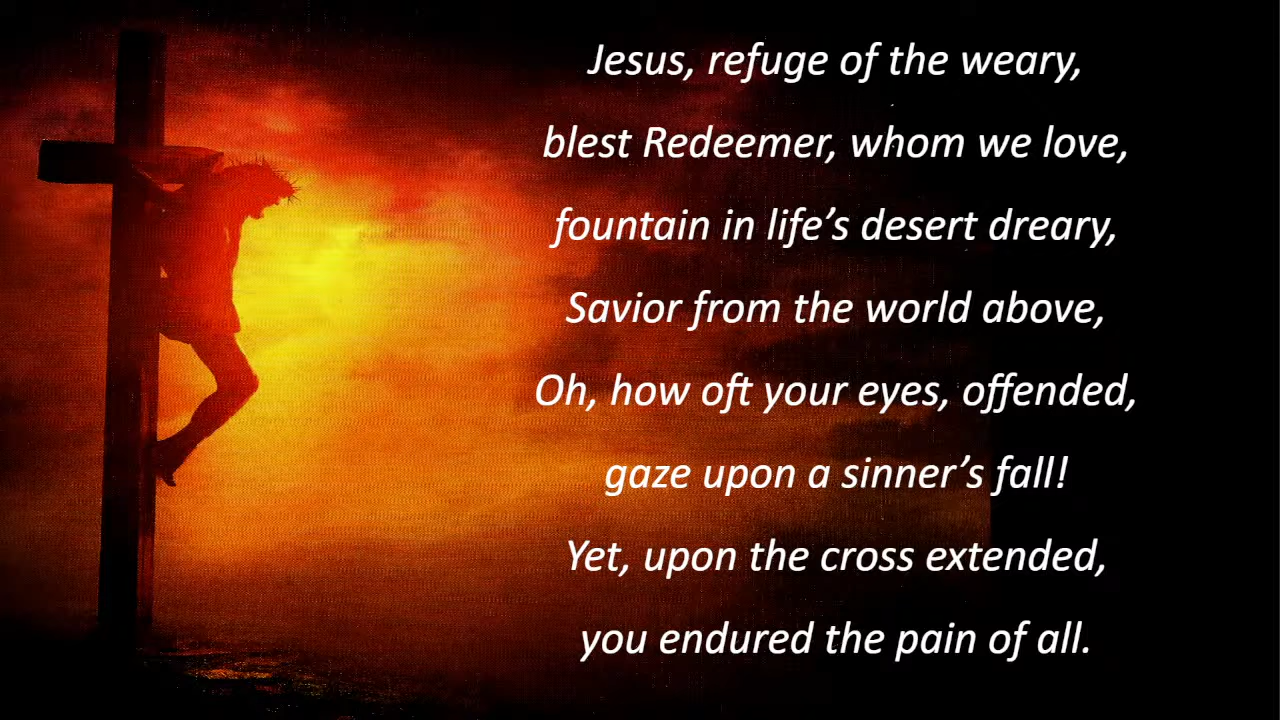 Jesus, refuge of the weary,
blest Redeemer, whom we love,
fountain in life’s desert dreary,
Savior from the world above,
Oh, how oft your eyes, offended,
gaze upon a sinner’s fall!
Yet, upon the cross extended,
you endured the pain of all.